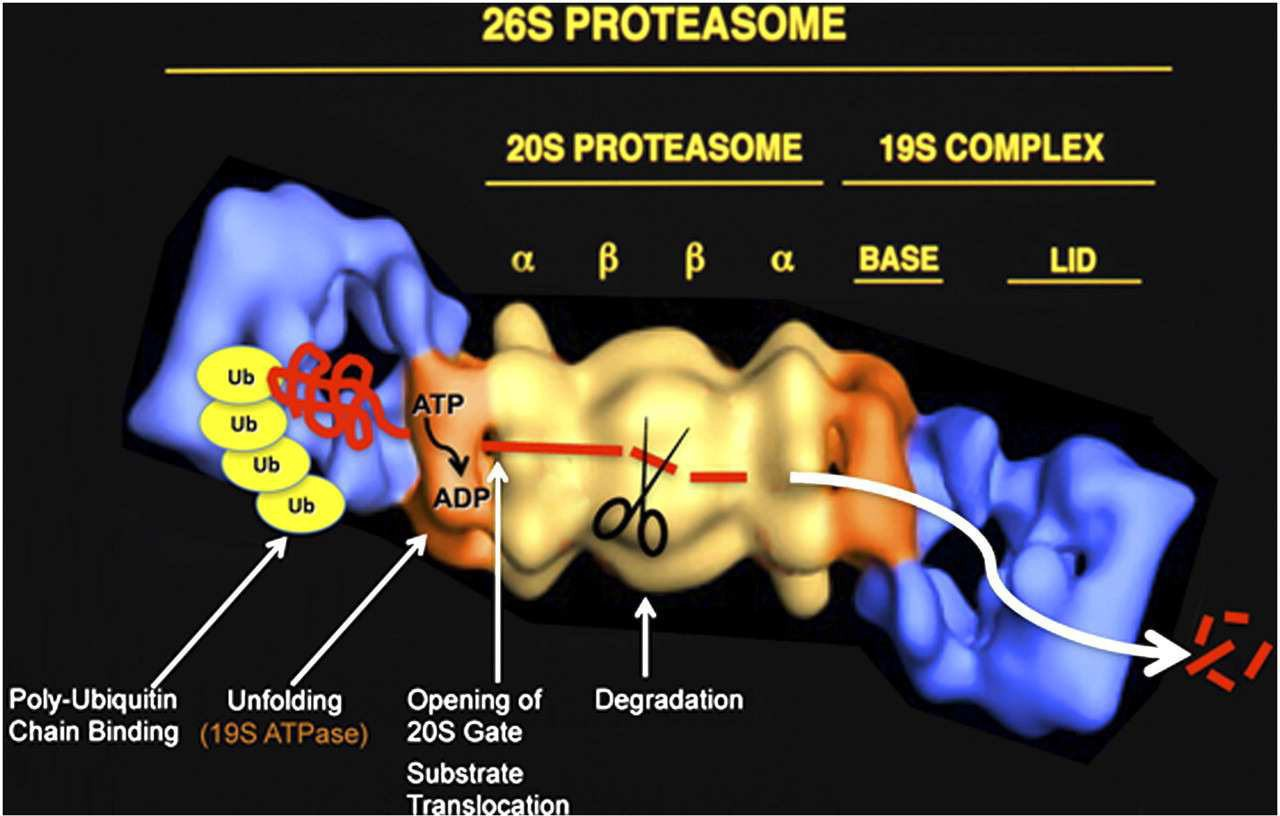 26S PROTEASOME
20S PROTEASOME 19S COMPLEX
α β β α BASE LID
Ub
Ub
Ub
Ub
ATP
ADP
Poly-Ubiquitin
Chain Binding
Unfolding
(19S ATPase)
Opening of
20S Gate
Substrate
Translocation
Degradation